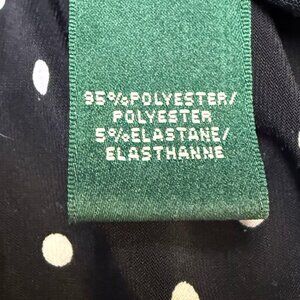 95%POLYESTER/
POLYESTER
5%ELASTANE/
ELASTHANNE